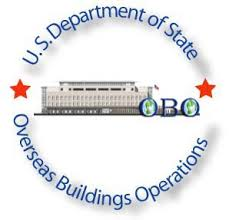 U.S. Department of State
OBO
Overseas Buildings Operations